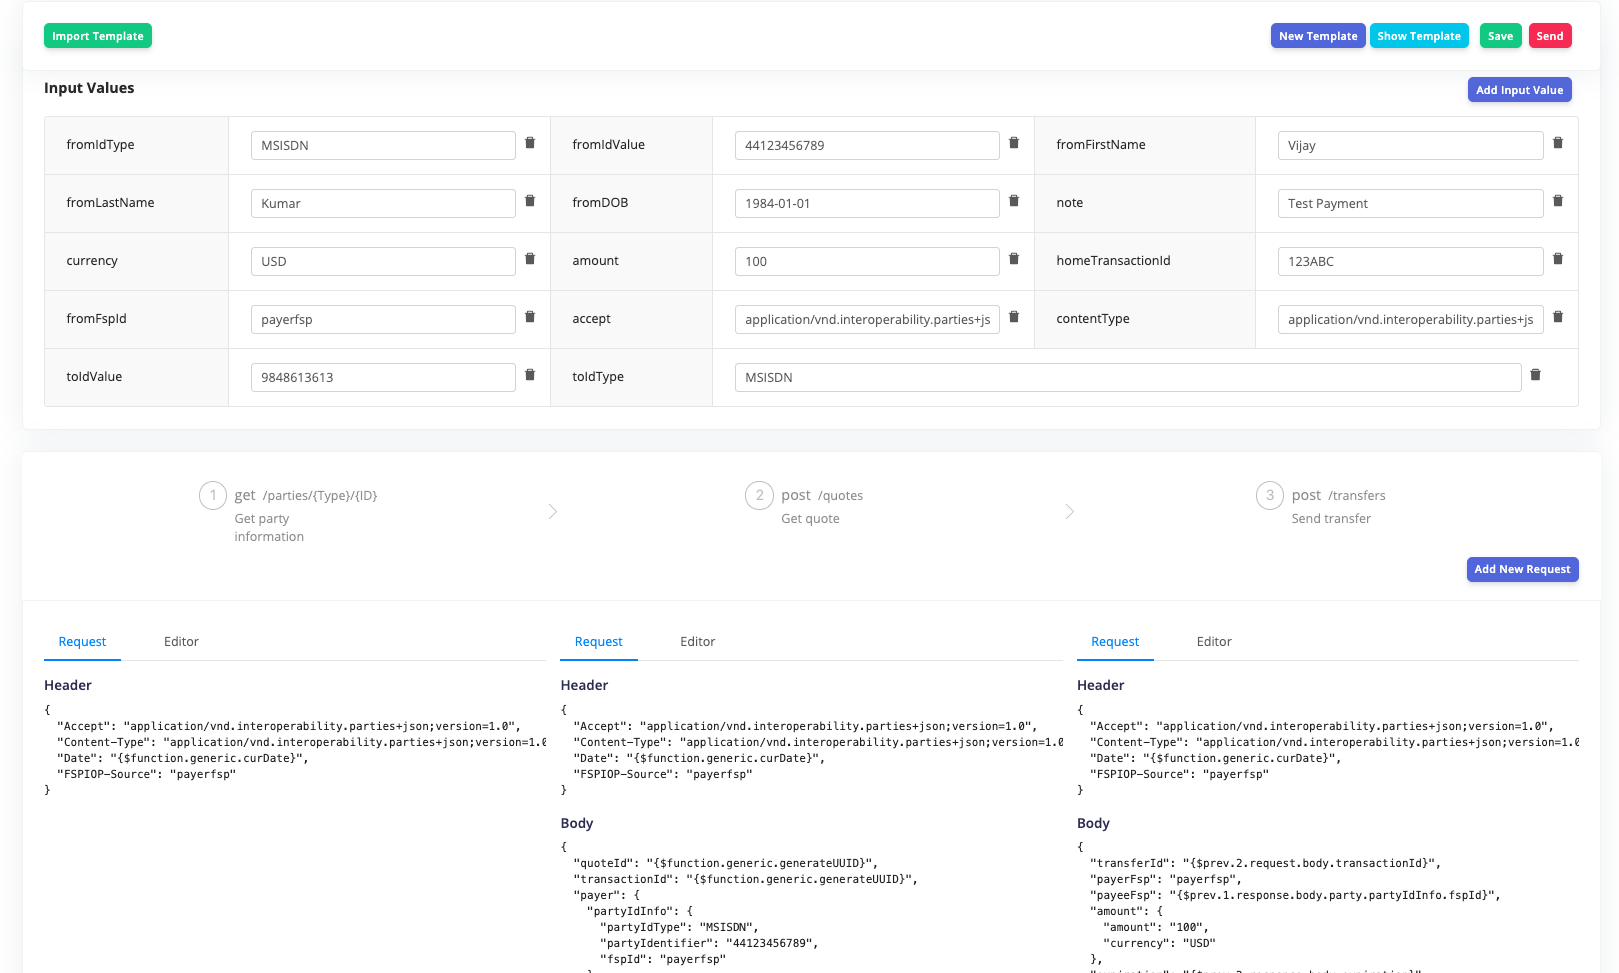 Import Template
New Template Show Template Save Send
Input Values
Add Input Value
fromIdType MSISDN fromIdValue 44123456789 fromFirstName Vijay
fromLastName Kumar fromDOB 1984-01-01 note Test Payment
currency USD amount 100 homeTransactionId 123ABC
fromFspId payerfsp accept application/vnd.interoperability.parties+js contentType application/vnd.interoperability.parties+js
toIdValue 9848613613 toIdType MSISDN
1 get /parties/{Type}/{ID}
Get party
information
2 post /quotes
Get quote
3 post /transfers
Send transfer
Add New Request
Request Editor
Header
{
"Accept": "application/vnd.interoperability.parties+json;version=1.0",
"Content-Type": "application/vnd.interoperability.parties+json;version=1.0
"Date": "{$function.generic.curDate}",
"FSPIOP-Source": "payerfsp"
}
Request Editor
Header
{
"Accept": "application/vnd.interoperability.parties+json;version=1.0",
"Content-Type": "application/vnd.interoperability.parties+json;version=1.0
"Date": "{$function.generic.curDate}",
"FSPIOP-Source": "payerfsp"
}
Body
{
"quoteId": "{$function.generic.generateUUID}",
"transactionId": "{$function.generic.generateUUID}",
"payer": {
"partyIdInfo": {
"partyIdType": "MSISDN",
"partyIdentifier": "44123456789",
"fspId": "payerfsp"
Request Editor
Header
{
"Accept": "application/vnd.interoperability.parties+json;version=1.0",
"Content-Type": "application/vnd.interoperability.parties+json;version=1.0
"Date": "{$function.generic.curDate}",
"FSPIOP-Source": "payerfsp"
}
Body
{
"transferId": "{$prev.2.request.body.transactionId}",
"payerFsp": "payerfsp",
"payeeFsp": "{$prev.1.response.body.party.partyIdInfo.fspId}",
"amount": {
"amount": "100",
"currency": "USD"
},